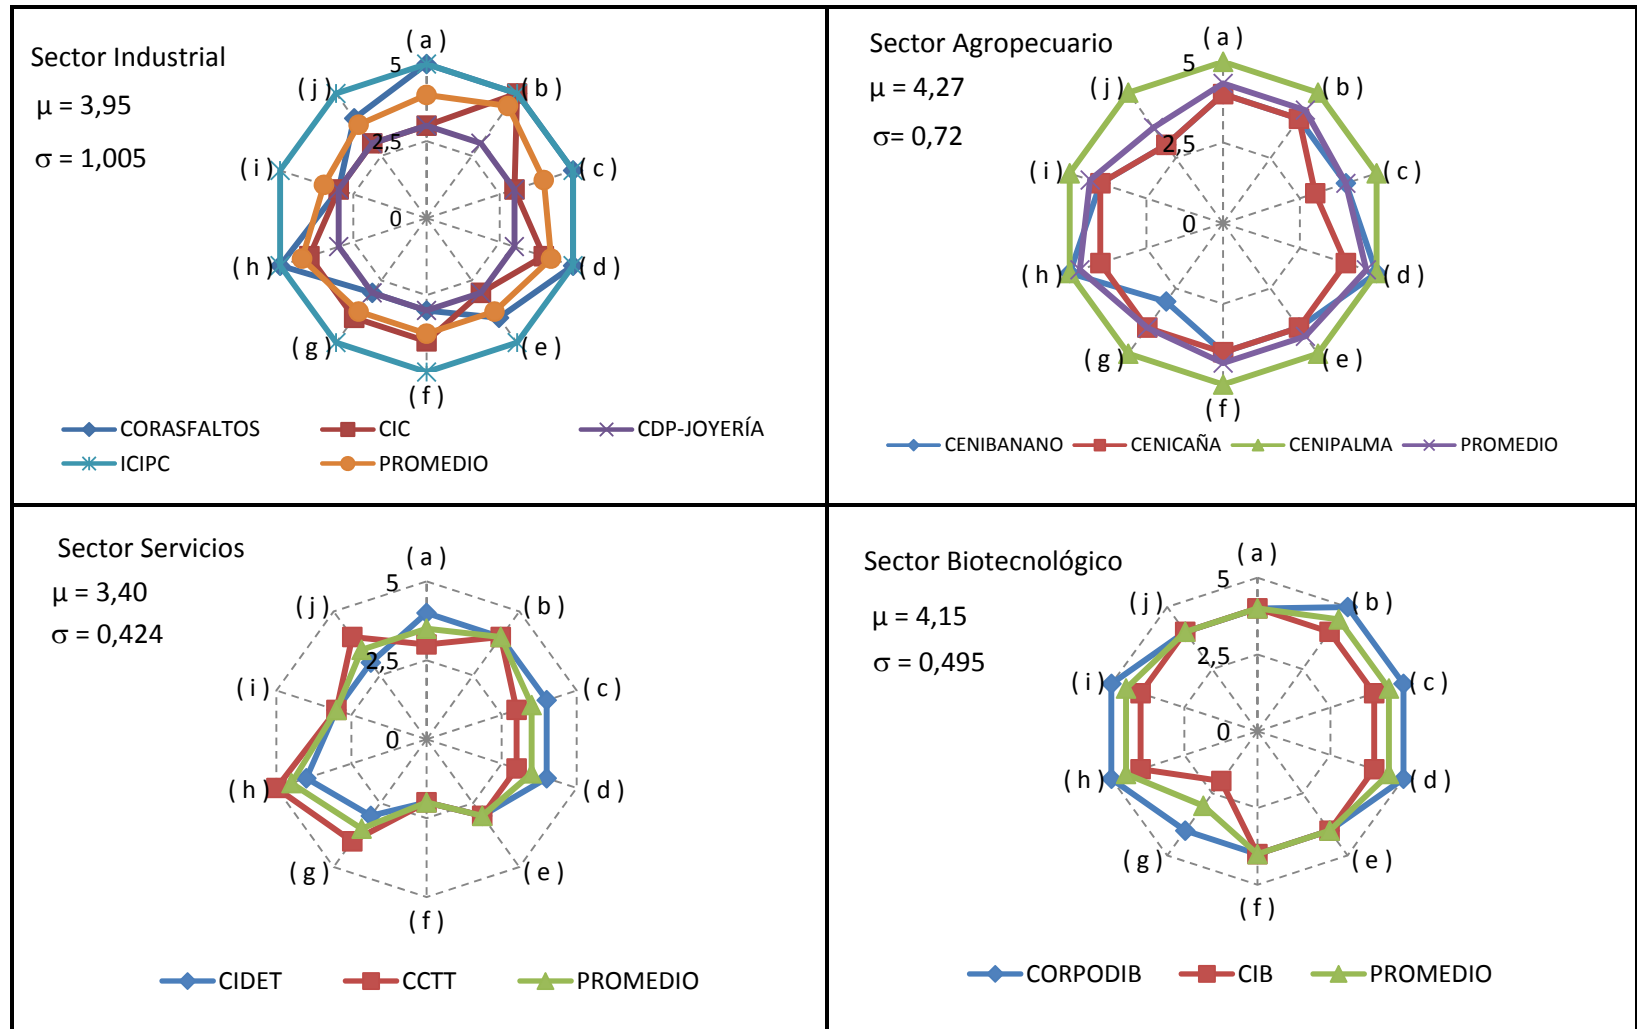 Sector Industrial
μ = 3,95
σ = 1,005
( a )
( b )
( c )
( d )
( e )
( f )
( g )
( h )
( i )
( j )
5
2,5
0
CORASFALTOS
CIC
CDP-JOYERÍA
ICIPC
PROMEDIO
Sector Agropecuario
μ = 4,27
σ= 0,72
( a )
( b )
( c )
( d )
( e )
( f )
( g )
( h )
( i )
( j )
5
2,5
0
CENIBANANO
CENICAÑA
CENIPALMA
PROMEDIO
Sector Servicios
μ = 3,40
σ = 0,424
( a )
( b )
( c )
( d )
( e )
( f )
( g )
( h )
( i )
( j )
5
2,5
0
CIDET
CCTT
PROMEDIO
Sector Biotecnológico
μ = 4,15
σ = 0,495
( a )
( b )
( c )
( d )
( e )
( f )
( g )
( h )
( i )
( j )
5
2,5
0
CORPODIB
CIB
PROMEDIO